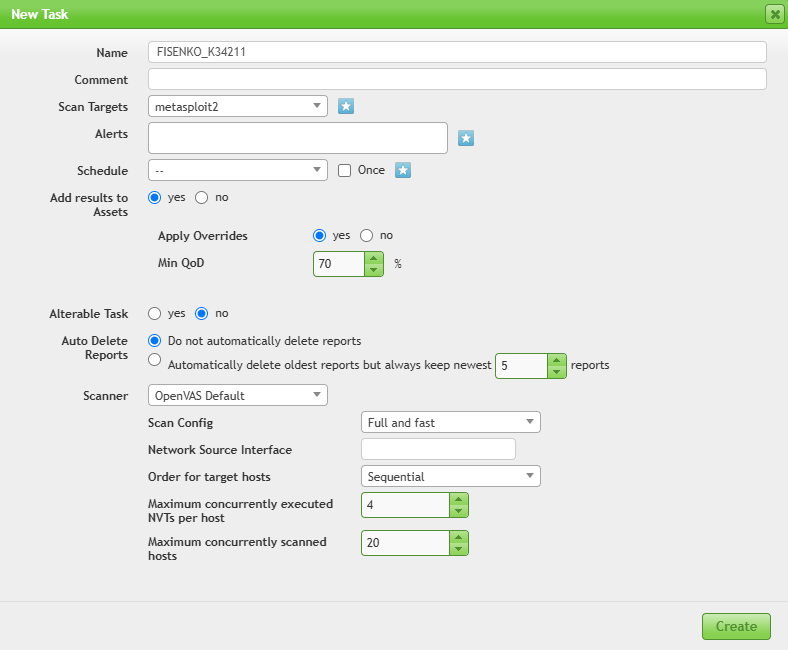 New Task
Name FISENKO_K34211
Comment
Scan Targets metasploit2
Alerts
Schedule -- Once
Add results to yes no
Assets
Apply Overrides yes no
Min QoD 70 %
Alterable Task yes no
Auto Delete Do not automatically delete reports
Reports
Automatically delete oldest reports but always keep newest 5 reports
Scanner OpenVAS Default
Scan Config Full and fast
Network Source Interface
Order for target hosts Sequential
Maximum concurrently executed 4
NVTs per host
Maximum concurrently scanned 20
hosts
Create